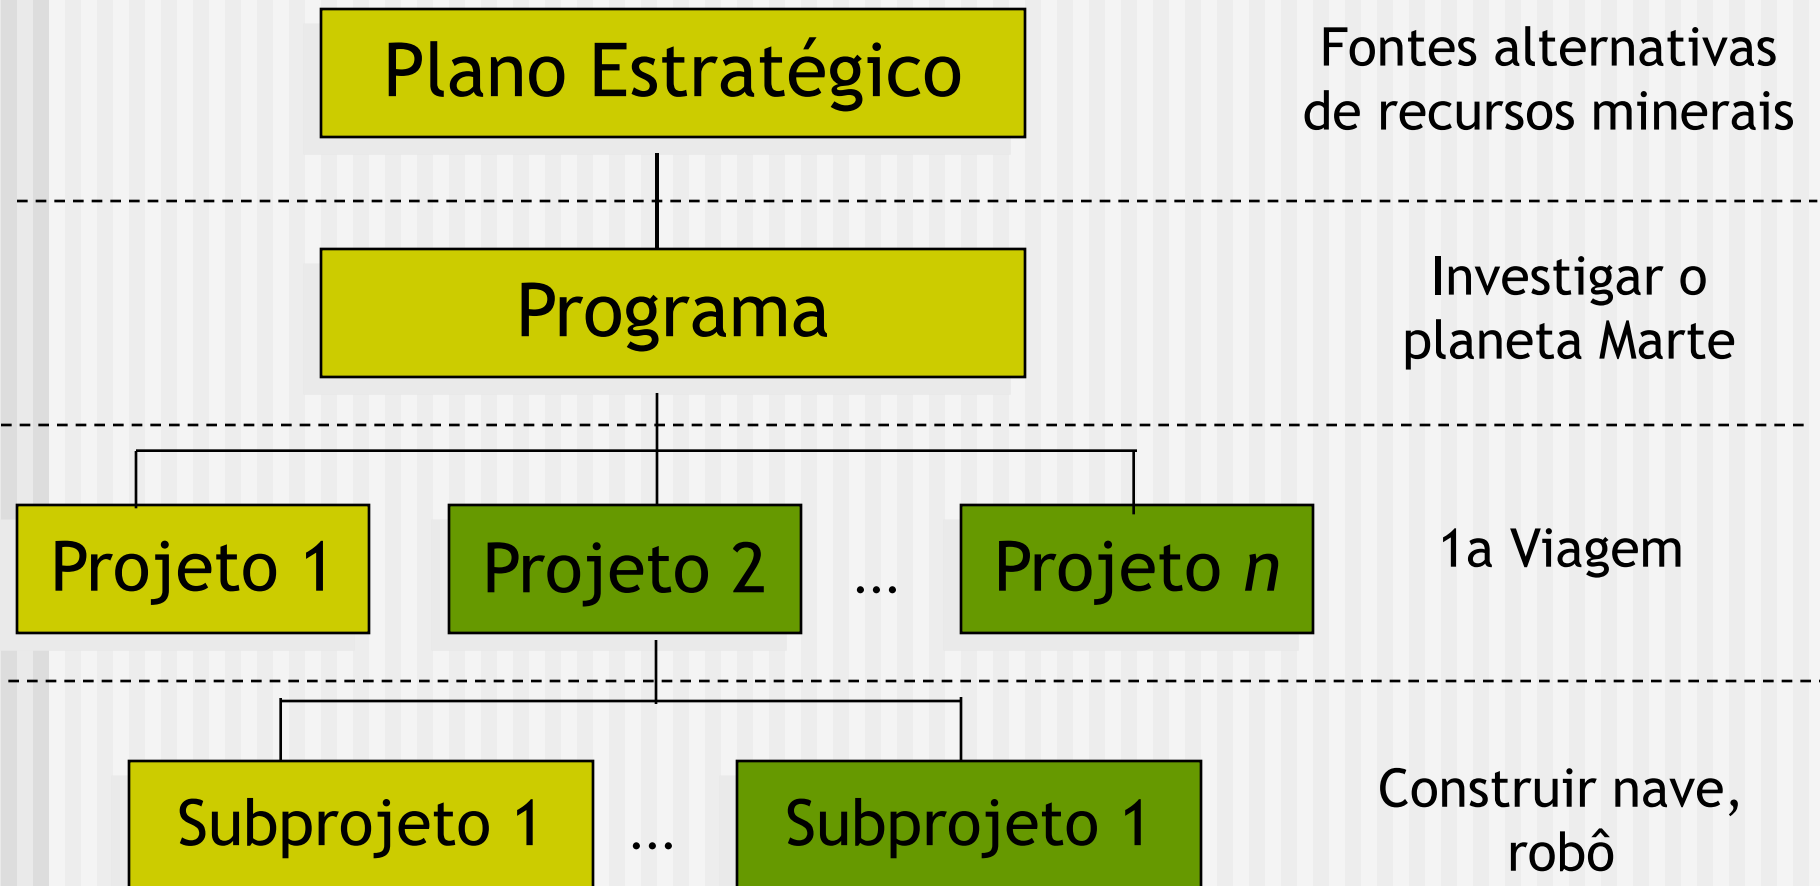 Plano Estratégico
Fontes alternativas
de recursos minerais
Programa
Investigar o
planeta Marte
Projeto 1
Projeto 2
...
Projeto n
1a Viagem
Subprojeto 1
...
Subprojeto 1
Construir nave,
robô